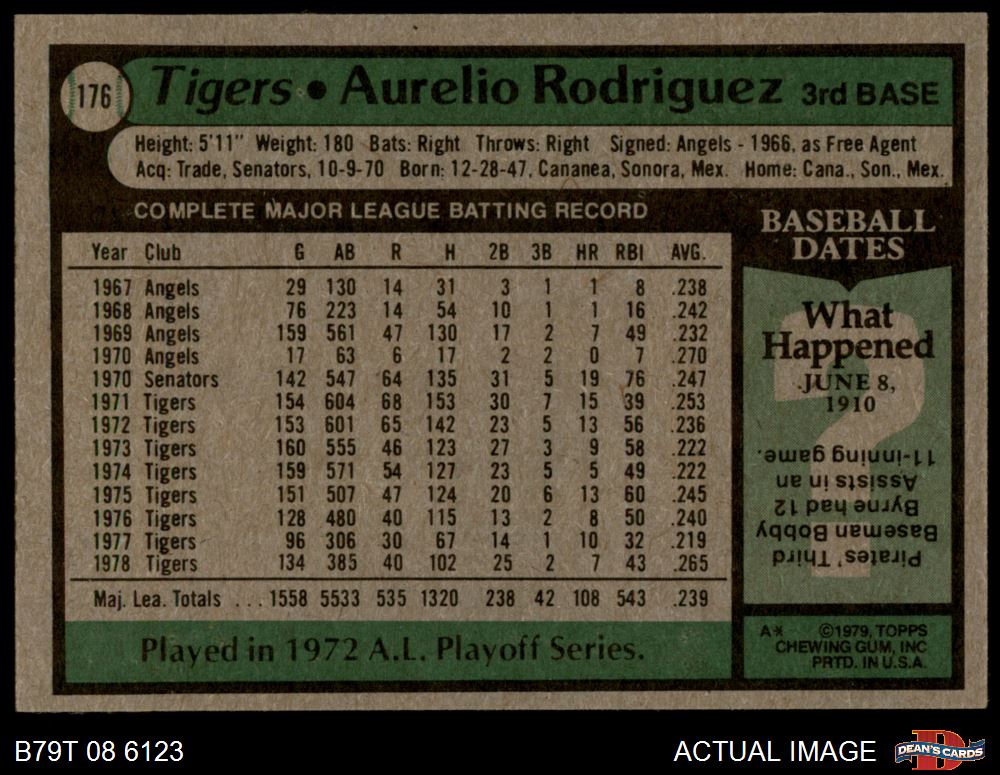 176 Tigers • Aurelio Rodriguez 3rd BASE
Height: 5'11" Weight: 180 Bats: Right Throws: Right Signed: Angels - 1966, as Free Agent
Acq: Trade, Senators, 10-9-70 Born: 12-28-47, Cananea, Sonora, Mex. Home: Cana., Son., Mex.
COMPLETE MAJOR LEAGUE BATTING RECORD
Year Club G AB R H 2B 3B HR RBI AVG.
1967 Angels 29 130 14 31 3 1 1 8 .238
1968 Angels 76 223 14 54 10 1 1 16 .242
1969 Angels 159 561 47 130 17 2 7 49 .232
1970 Angels 17 63 6 17 2 2 0 7 .270
1970 Senators 142 547 64 135 31 5 19 76 .247
1971 Tigers 154 604 68 153 30 7 15 39 .253
1972 Tigers 153 601 65 142 23 5 13 56 .236
1973 Tigers 160 555 46 123 27 3 9 58 .222
1974 Tigers 159 571 54 127 23 5 5 49 .222
1975 Tigers 151 507 47 124 20 6 13 60 .245
1976 Tigers 128 480 40 115 13 2 8 50 .240
1977 Tigers 96 306 30 67 14 1 10 32 .219
1978 Tigers 134 385 40 102 25 2 7 43 .265
Maj. Lea. Totals ... 1558 5533 535 1320 238 42 108 543 .239
Played in 1972 A.L. Playoff Series.
BASEBALL
DATES
What
Happened
JUNE 8,
1910
?
Pirates' Third
Baseman Bobby
Byrne had 12
Assists in an
11-inning game.
A* ©1979, TOPPS
CHEWING GUM, INC
PRTD. IN U.S.A.
B79T 08 6123
ACTUAL IMAGE
D
DEAN'S CARDS